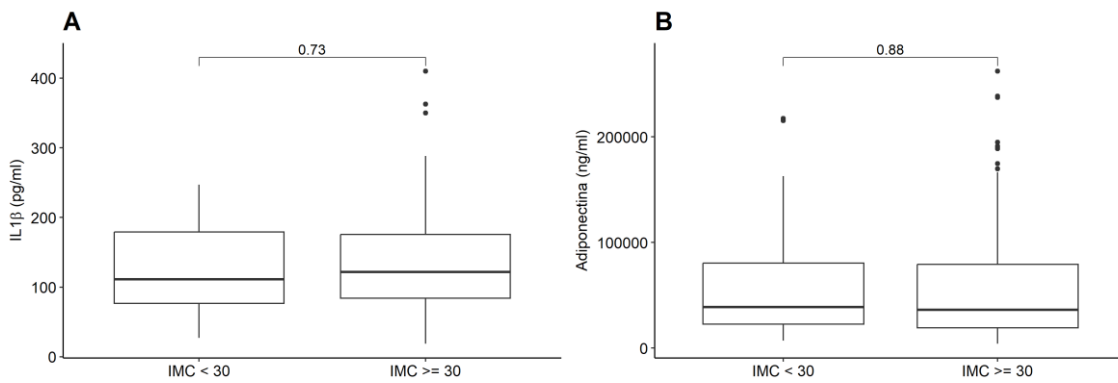 A
0.73
400
300
200
100
0
IL1β (pg/ml)
IMC < 30
IMC >= 30
B
0.88
200000
100000
0
Adiponectina (ng/ml)
IMC < 30
IMC >= 30